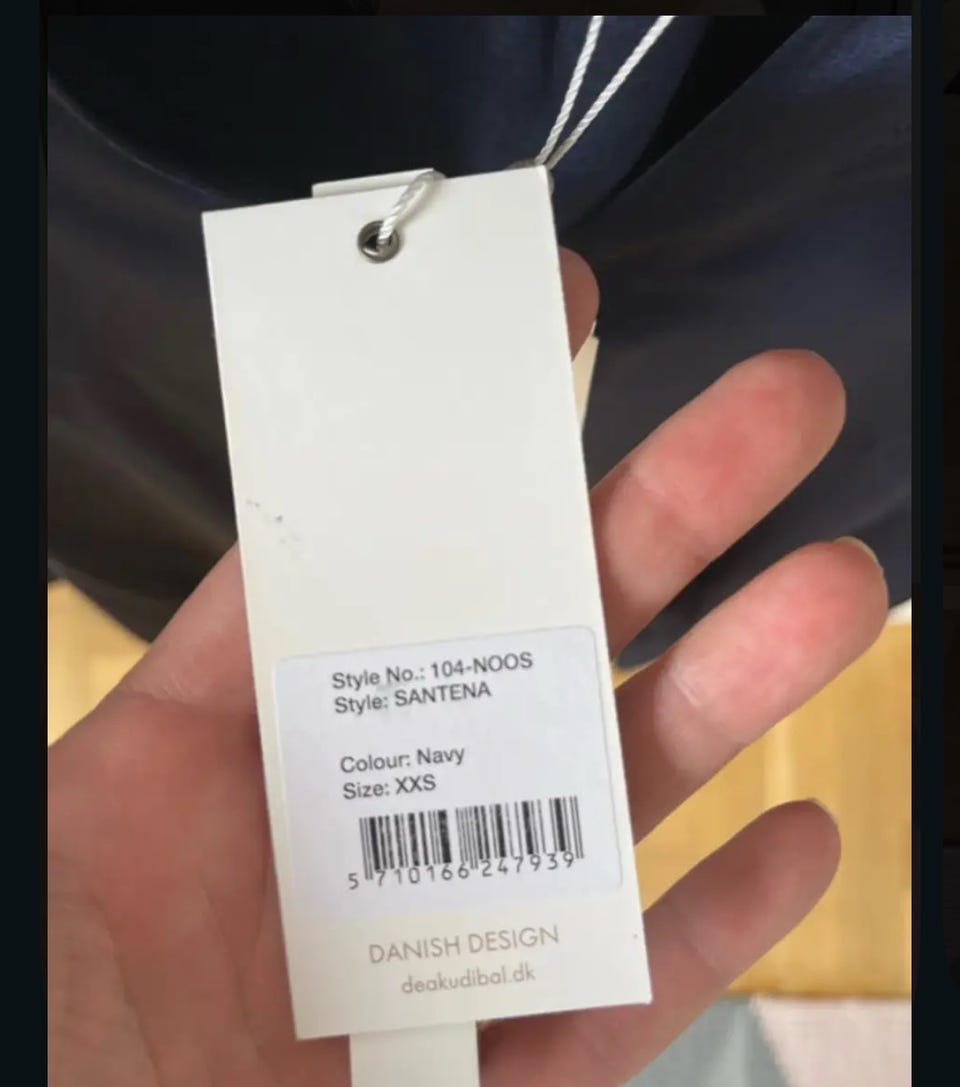 Style No.: 104-NOOS
Style: SANTENA
Colour: Navy
Size: XXS
5 710166 247939
DANISH DESIGN
deakudibal.dk